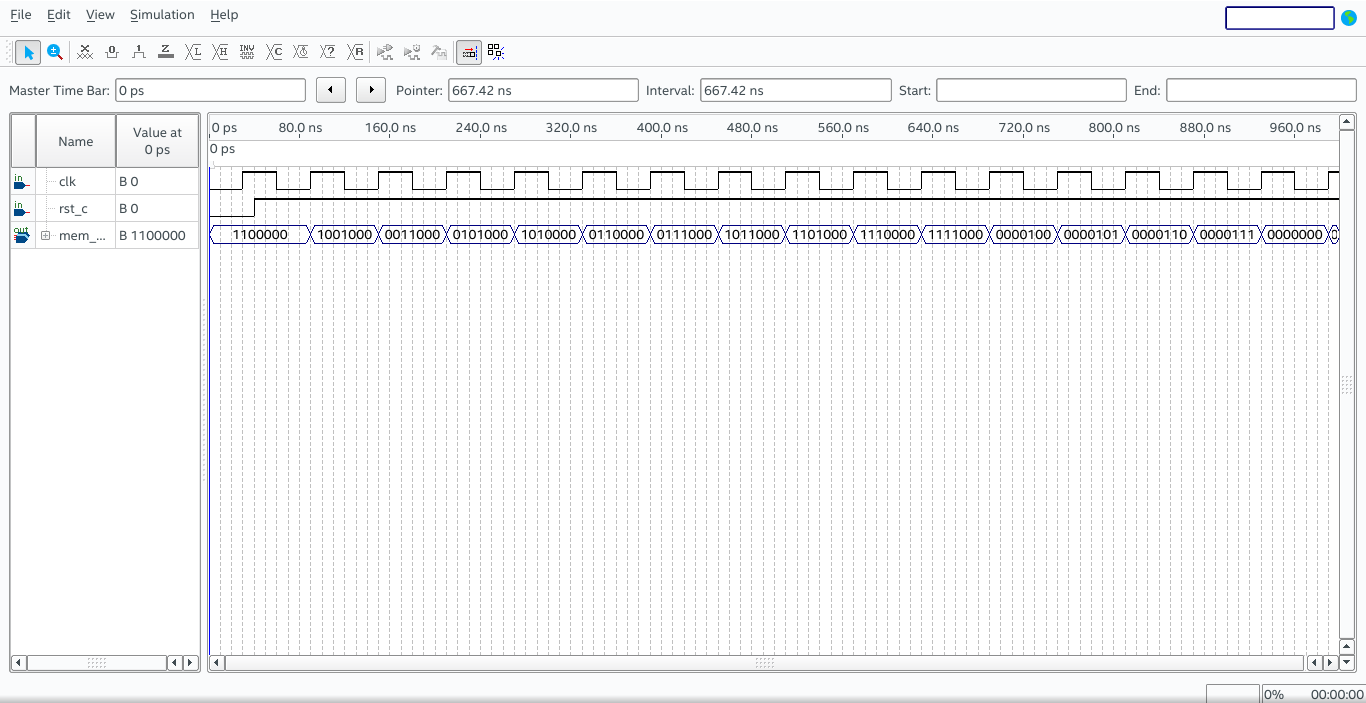 File Edit View Simulation Help
Master Time Bar: 0 ps Pointer: 667.42 ns Interval: 667.42 ns Start: End:
Name Value at 0 ps
0 ps 80.0 ns 160.0 ns 240.0 ns 320.0 ns 400.0 ns 480.0 ns 560.0 ns 640.0 ns 720.0 ns 800.0 ns 880.0 ns 960.0 ns
0 ps
in clk B 0
in rst_c B 0
out mem_... B 1100000 1100000 1001000 0011000 0101000 1010000 0110000 0111000 1011000 1101000 1110000 1111000 0000100 0000101 0000110 0000111 0000000 0
0% 00:00:00